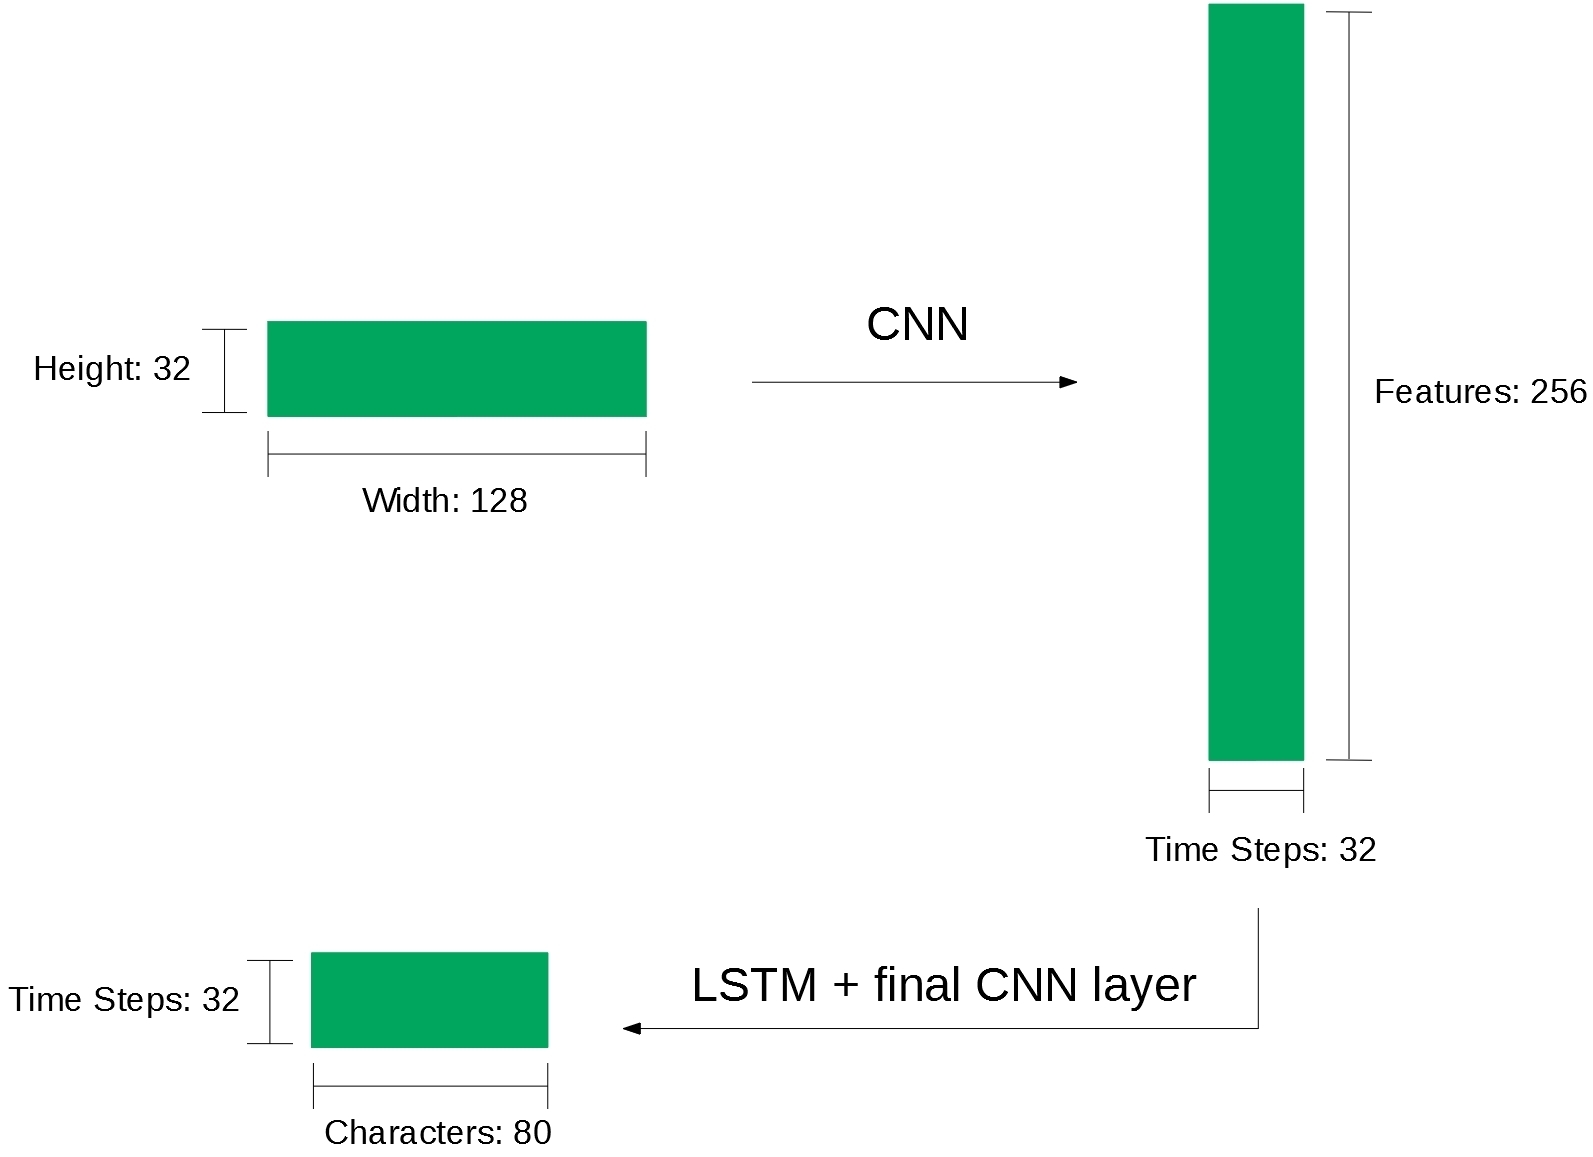 CNN
Height: 32
Width: 128
Features: 256
Time Steps: 32
LSTM + final CNN layer
Time Steps: 32
Characters: 80